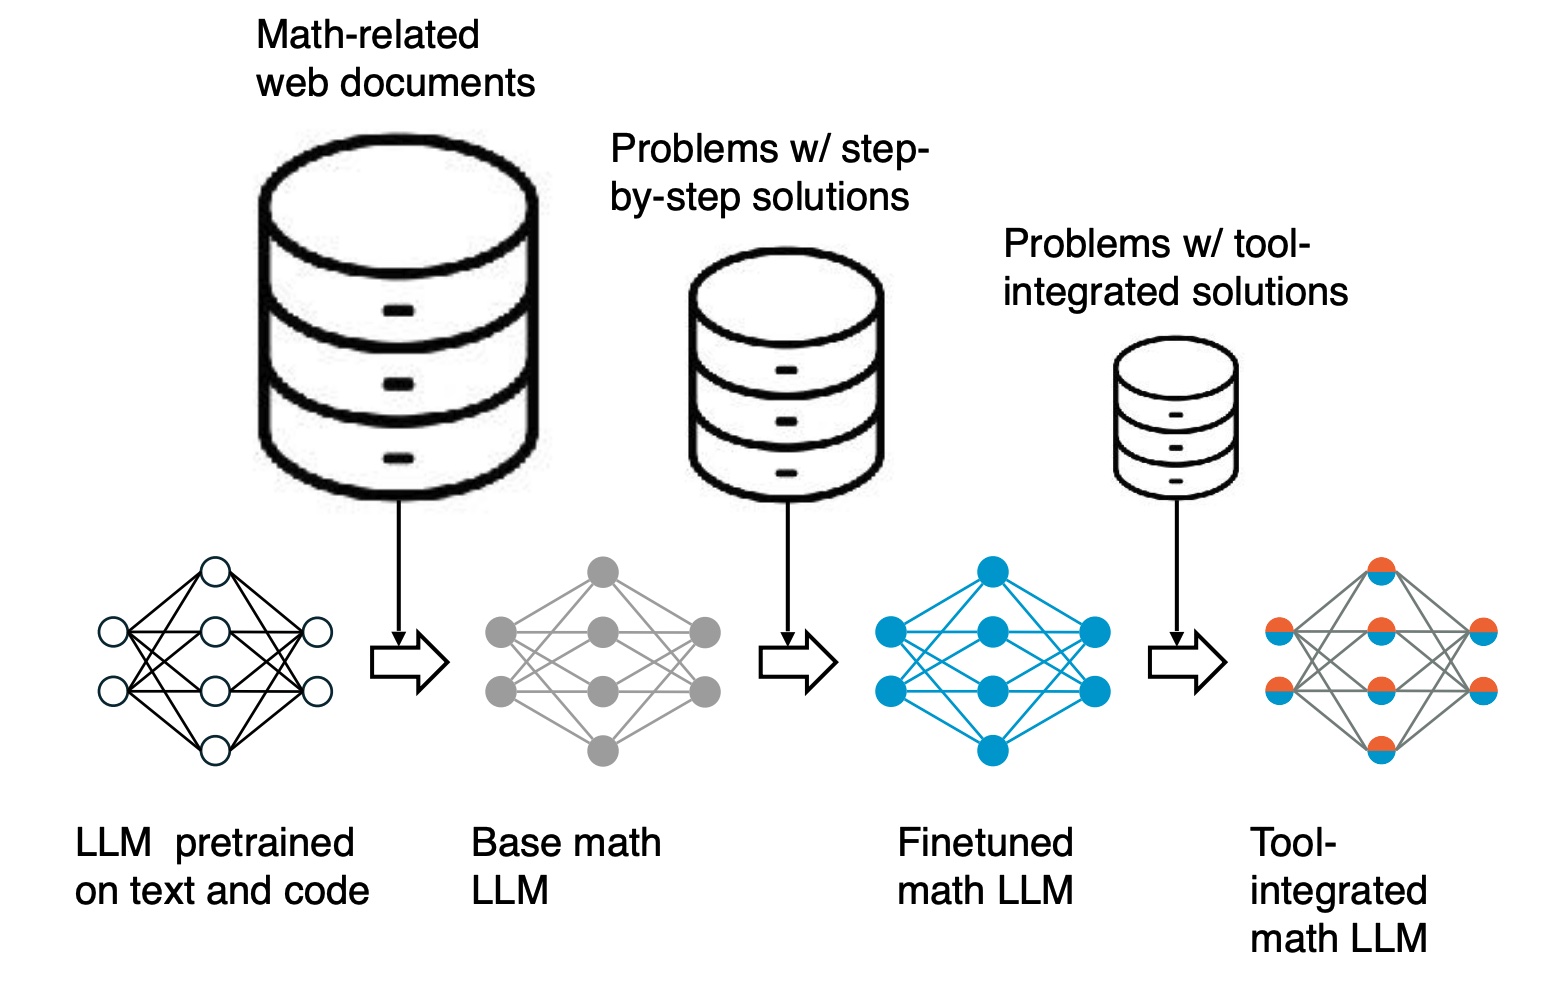 Math-related
web documents
Problems w/ step-
by-step solutions
Problems w/ tool-
integrated solutions
LLM  pretrained
on text and code
Base math
LLM
Finetuned
math LLM
Tool-
integrated
math LLM